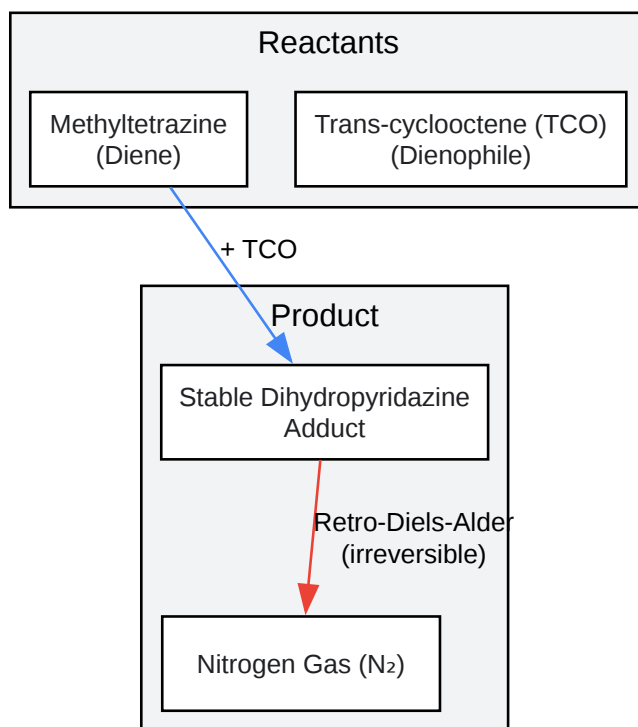 Reactants
Methyltetrazine
(Diene)
Trans-cyclooctene (TCO)
(Dienophile)
+ TCO
Product
Stable Dihydropyridazine
Adduct
Retro-Diels-Alder
(irreversible)
Nitrogen Gas (N₂)